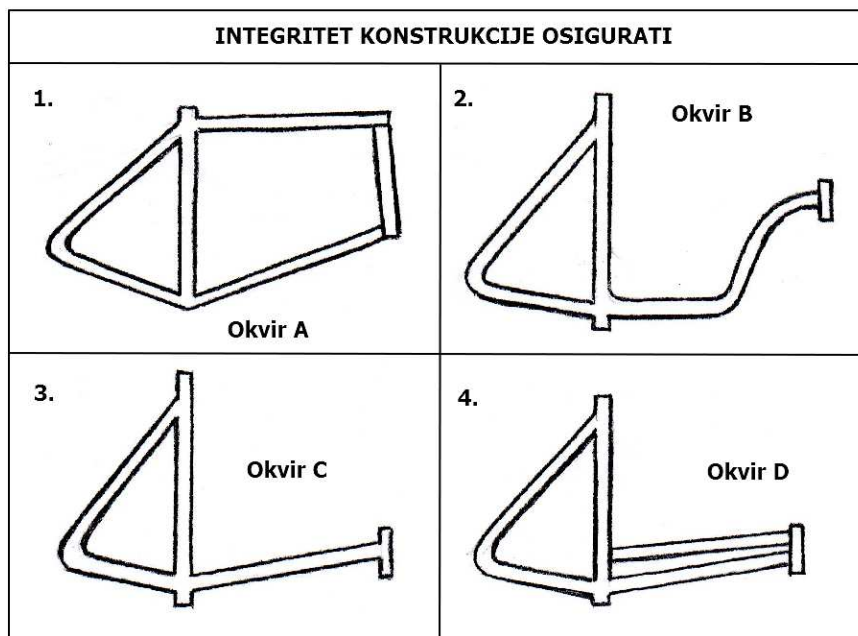 INTEGRITET KONSTRUKCIJE OSIGURATI
1.
Okvir A
2.
Okvir B
3.
Okvir C
4.
Okvir D